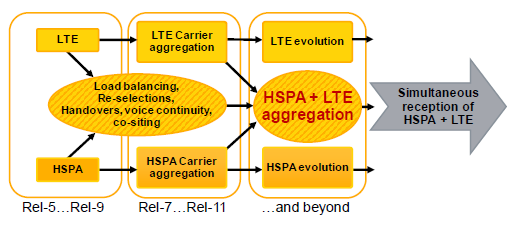 LTE
LTE Carrier
aggregation
LTE evolution
Load balancing,
Re-selections,
Handovers, voice continuity,
co-siting
HSPA + LTE
aggregation
Simultaneous
reception of
HSPA + LTE
HSPA
HSPA Carrier
aggregation
HSPA evolution
Rel-5...Rel-9
Rel-7...Rel-11
...and beyond